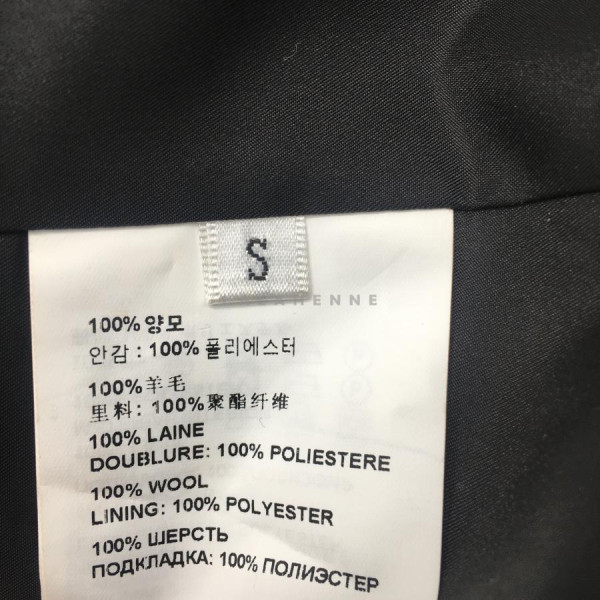 S
100% 양모
안감 : 100% 폴리에스터
100%羊毛
里料: 100%聚酯纤维
100% LAINE
DOUBLURE: 100% POLIESTERE
100% WOOL
LINING: 100% POLYESTER
100% ШЕРСТЬ
ПОДКЛАДКА: 100% ПОЛИЭСТЕР